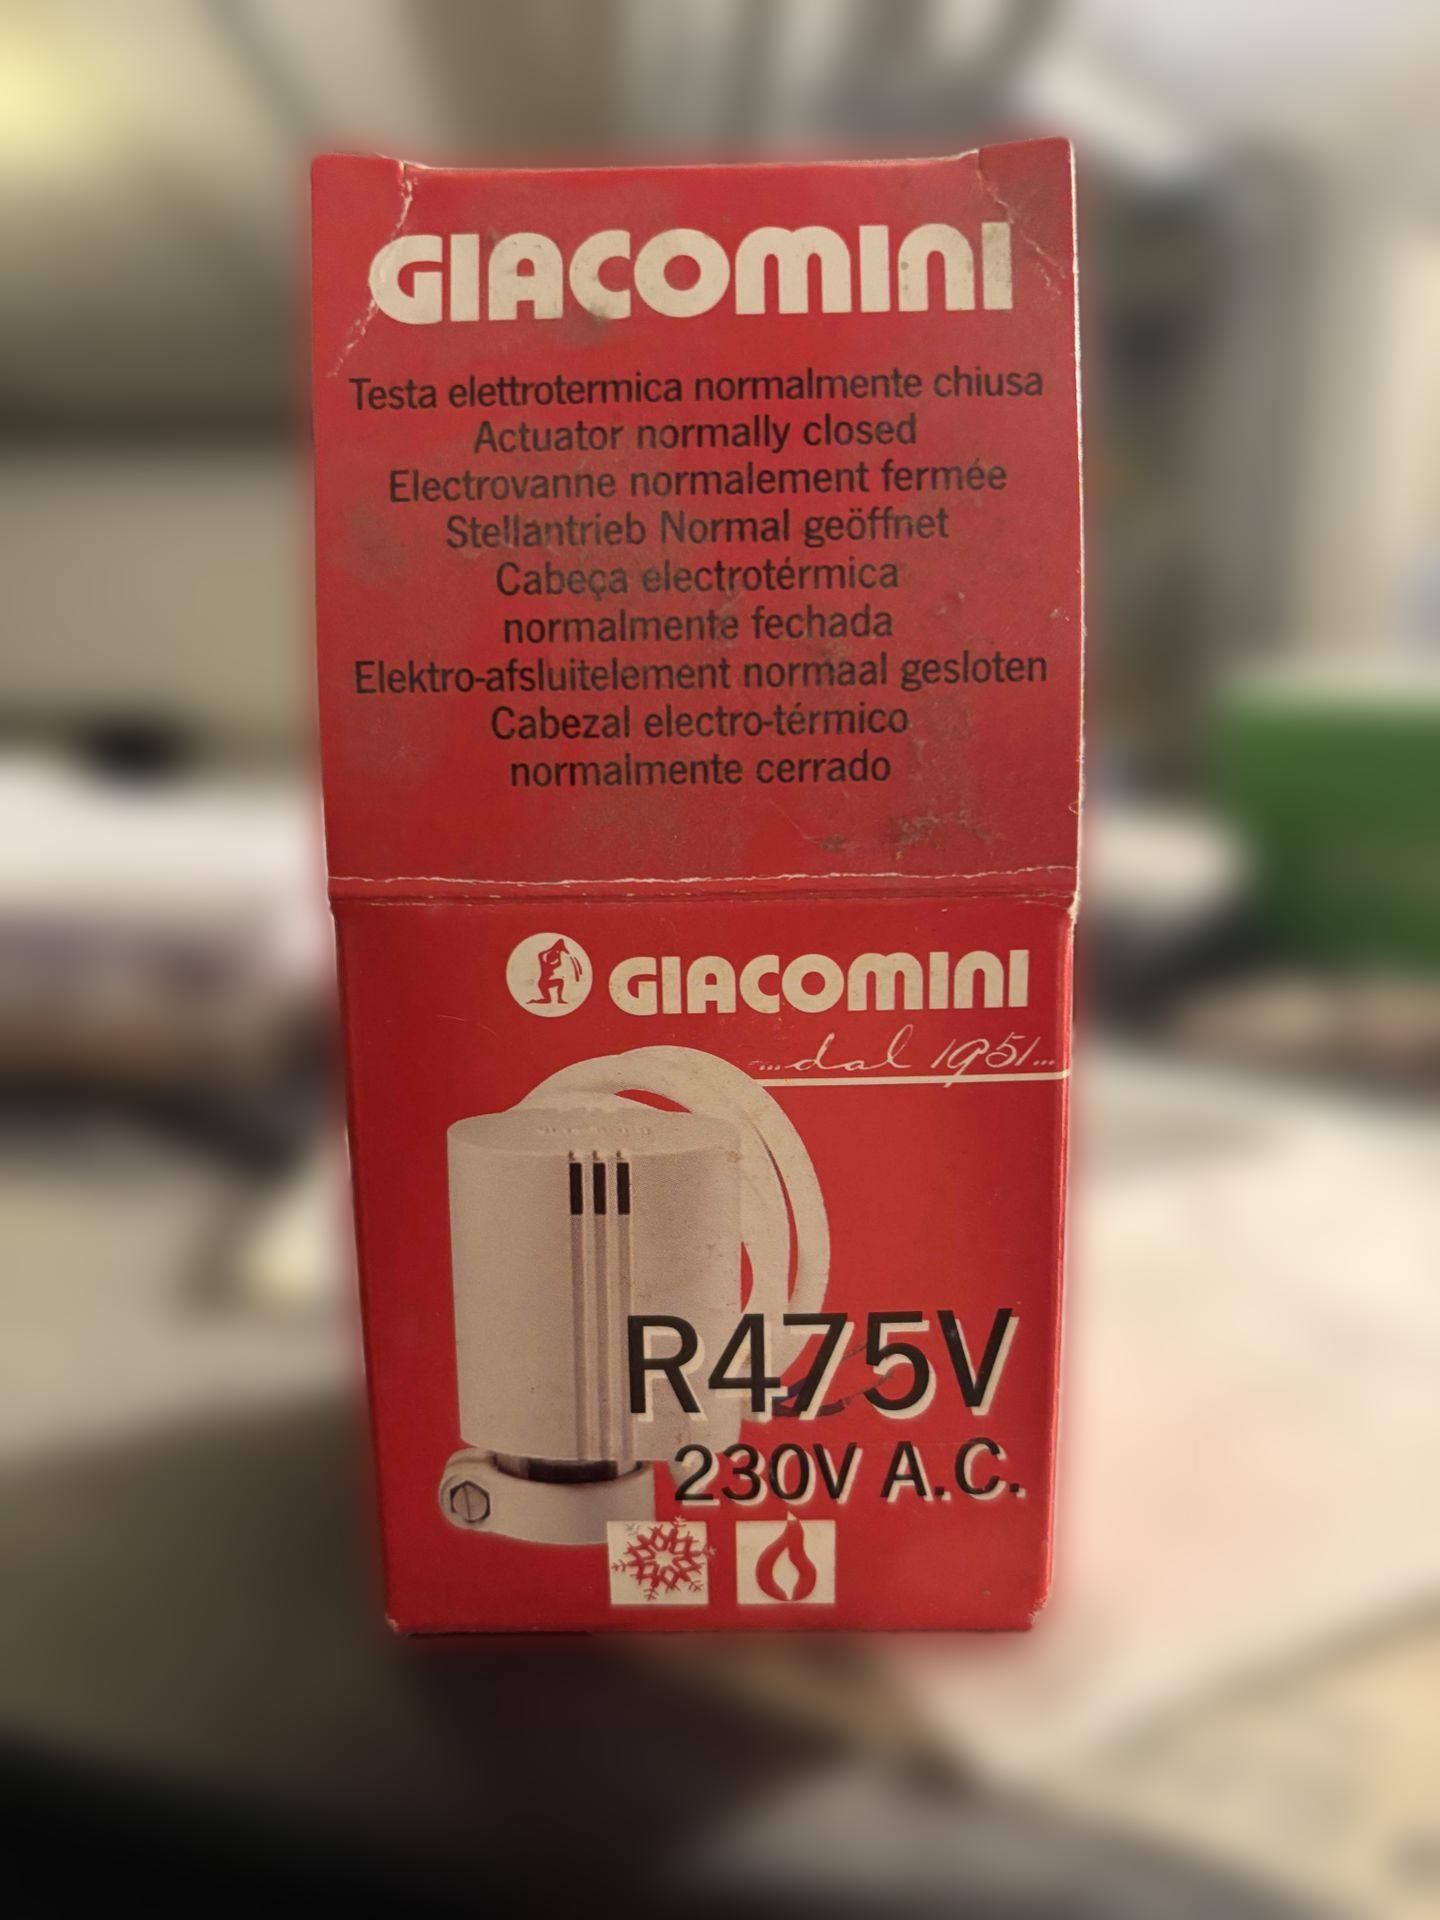 GIACOMINI
Testa elettrotermica normalmente chiusa
Actuator normally closed
Electrovanne normalement fermée
Stellantrieb Normal geöffnet
Cabeça electrotérmica
normalmente fechada
Elektro-afsluitelement normaal gesloten
Cabezal electro-térmico
normalmente cerrado
GIACOMINI
...dal 1951...
R475V
230V A.C.